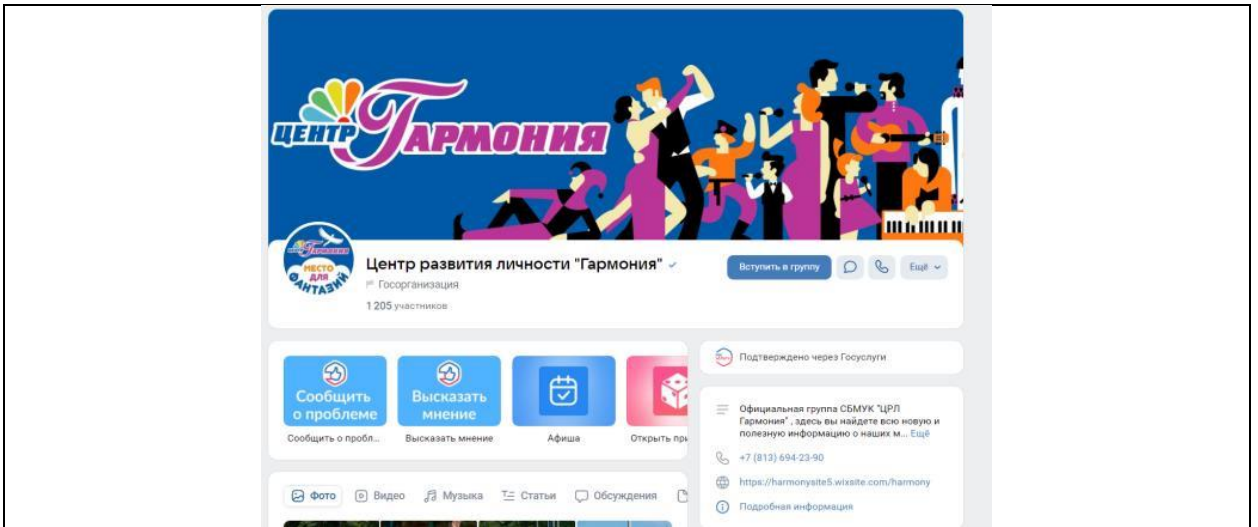 ЦЕНТР ГАРМОНИЯ
Гармония
МЕСТО
ДЛЯ
ФАНТАЗИЙ
Центр развития личности "Гармония"
Госорганизация
1 205 участников
Вступить в группу
Ещё
Сообщить
о проблеме
Высказать
мнение
Сообщить о пробл...
Высказать мнение
Афиша
Открыть при
Фото
Видео
Музыка
Статьи
Обсуждения
Подтверждено через Госуслуги
Официальная группа СБМУК "ЦРЛ
Гармония" , здесь вы найдете всю новую и
полезную информацию о наших м... Ещё
+7 (813) 694-23-90
https://harmonysite5.wixsite.com/harmony
Подробная информация